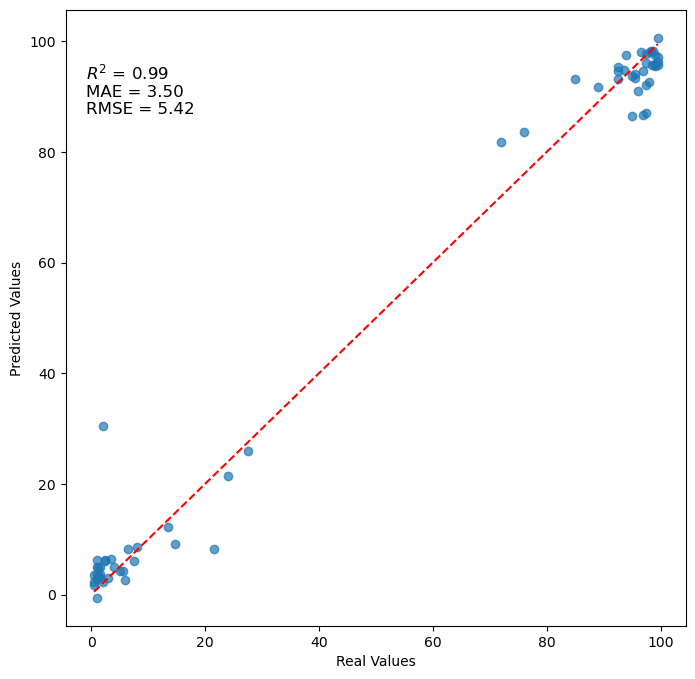 100
R² = 0.99
MAE = 3.50
RMSE = 5.42
80
60
Predicted Values
40
20
0
0 20 40 60 80 100
Real Values